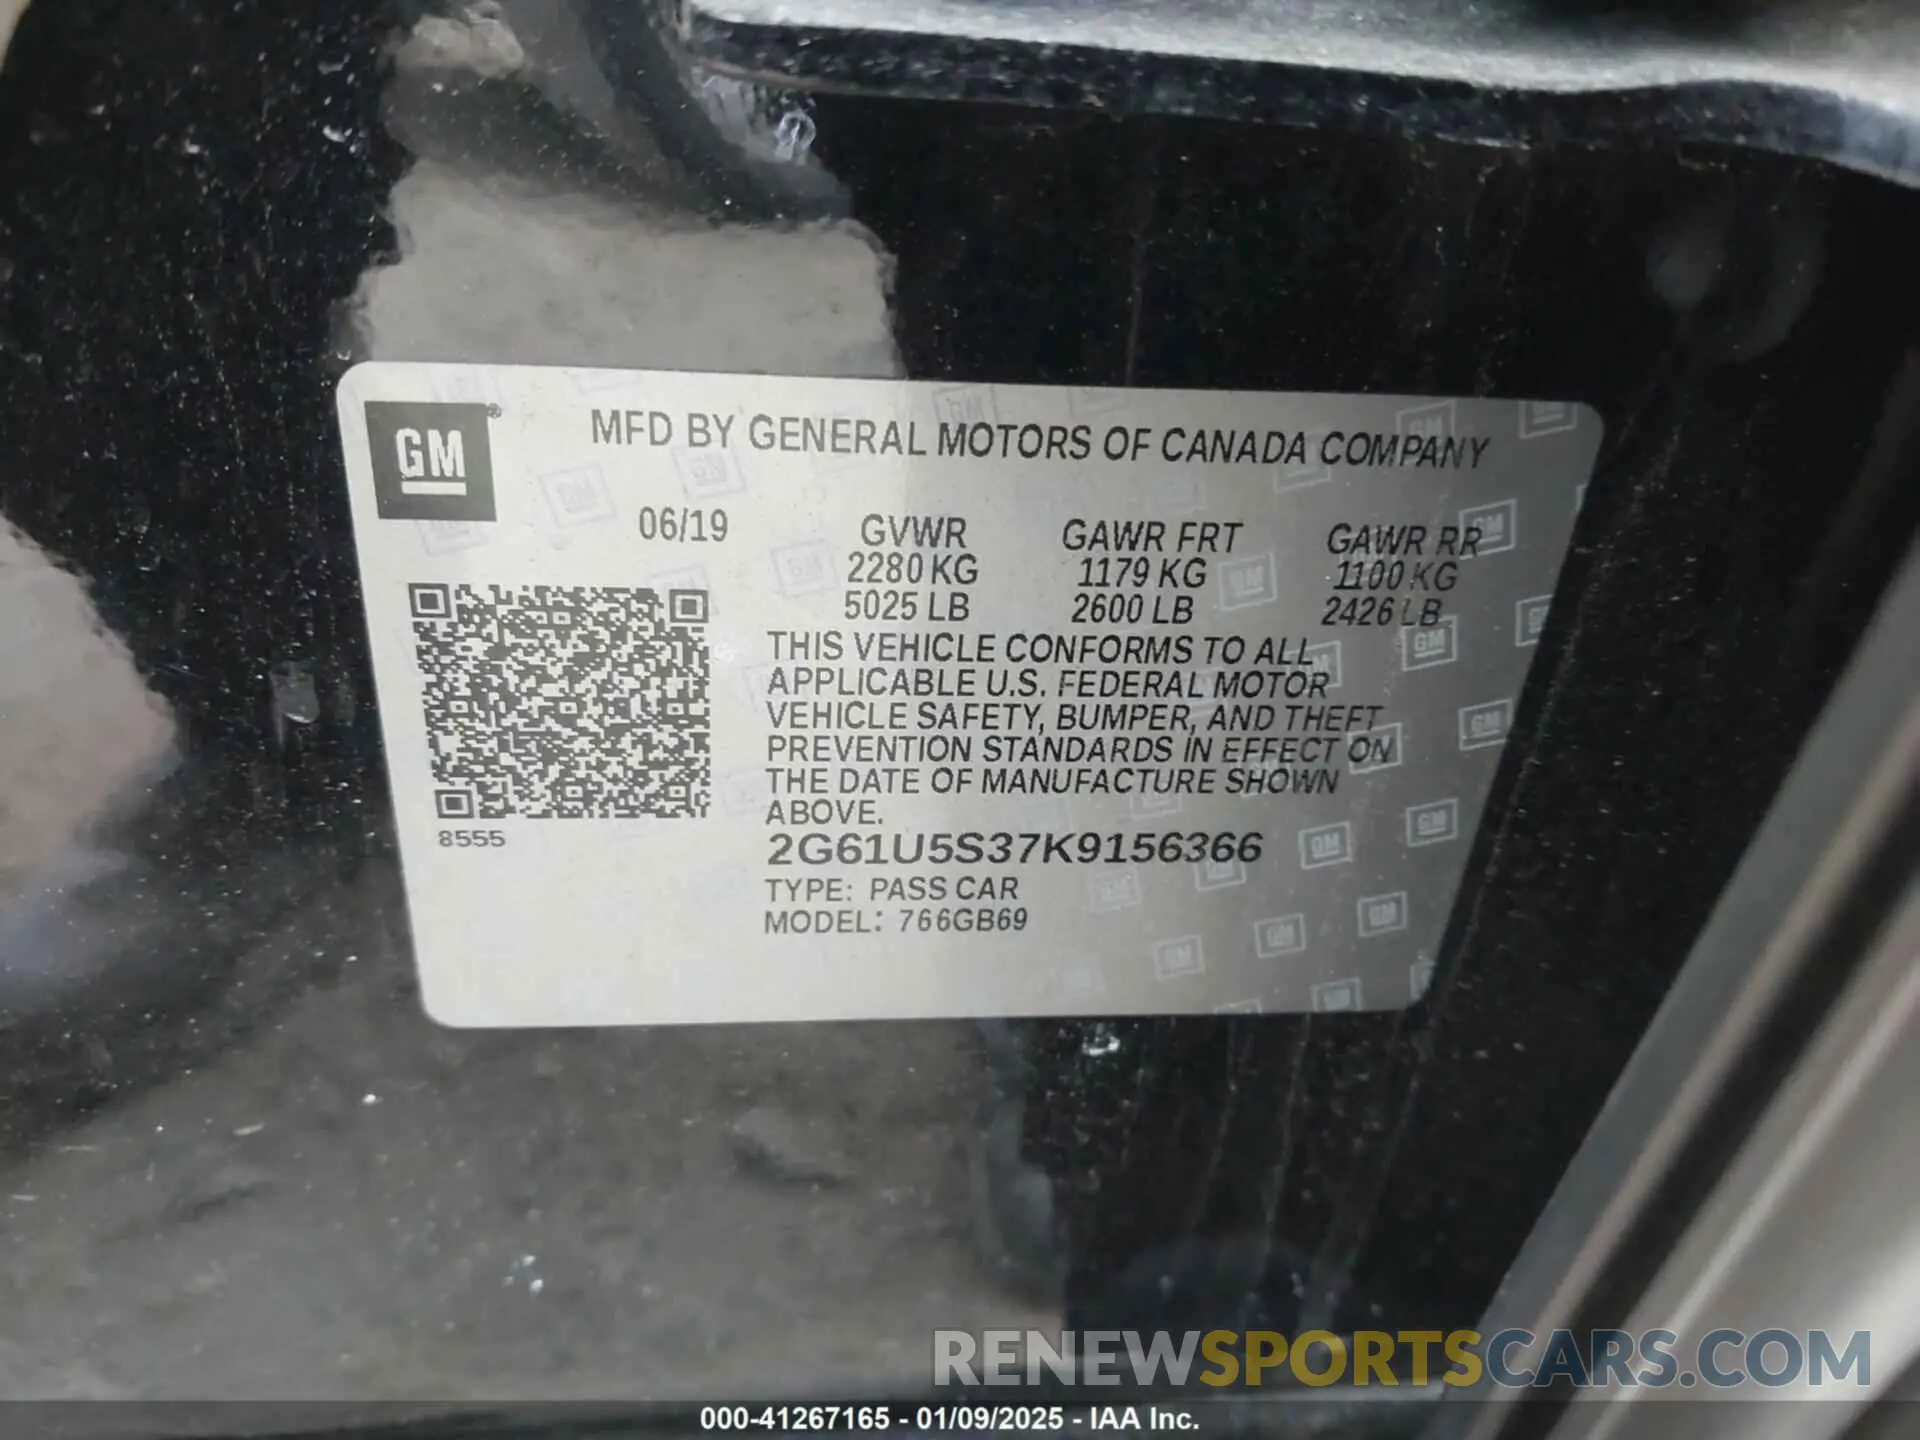 GM®
MFD BY GENERAL MOTORS OF CANADA COMPANY
06/19
GVWR GAWR FRT GAWR RR
2280 KG 1179 KG 1100 KG
5025 LB 2600 LB 2426 LB
THIS VEHICLE CONFORMS TO ALL
APPLICABLE U.S. FEDERAL MOTOR
VEHICLE SAFETY, BUMPER, AND THEFT
PREVENTION STANDARDS IN EFFECT ON
THE DATE OF MANUFACTURE SHOWN
ABOVE.
8555
2G61U5S37K9156366
TYPE: PASS CAR
MODEL: 766GB69
RENEWSPORTSCARS.COM
000-41267165 - 01/09/2025 - IAA Inc.